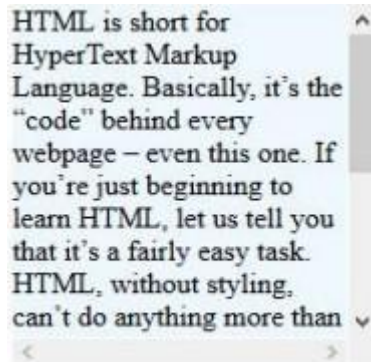 HTML is short for
HyperText Markup
Language. Basically, it's the
“code” behind every
webpage – even this one. If
you're just beginning to
learn HTML, let us tell you
that it's a fairly easy task.
HTML, without styling,
can't do anything more than